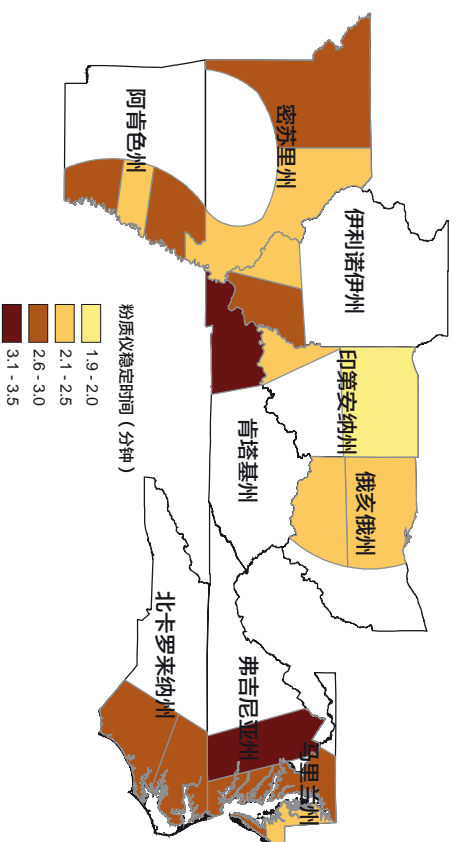 密苏里州
伊利诺伊州
印第安纳州
俄亥俄州
阿肯色州
肯塔基州
弗吉尼亚州
马里兰州
北卡罗来纳州
粉质仪稳定时间 ( 分钟 )
1.9 - 2.0
2.1 - 2.5
2.6 - 3.0
3.1 - 3.5